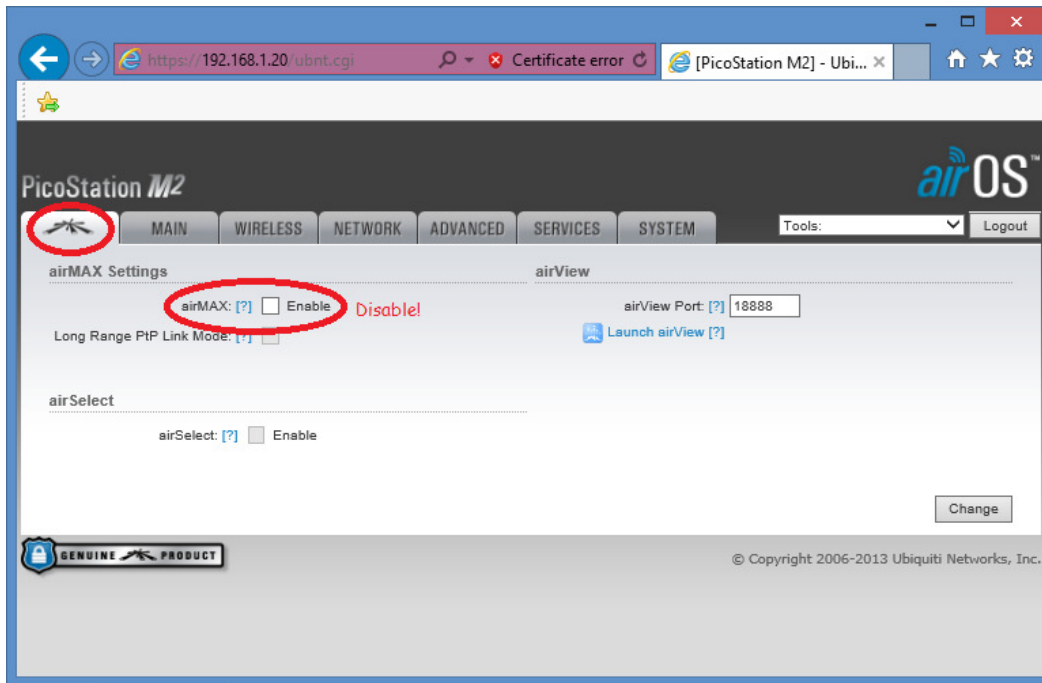 https://192.168.1.20/ubnt.cgi
Certificate error
[PicoStation M2] - Ubi...
PicoStation M2
airOS™
MAIN
WIRELESS
NETWORK
ADVANCED
SERVICES
SYSTEM
Tools:
Logout
airMAX Settings
airMAX: [?] Enable
Disable!
Long Range PtP Link Mode: [?]
airView
airView Port: [?] 18888
Launch airView [?]
airSelect
airSelect: [?] Enable
Change
GENUINE PRODUCT
© Copyright 2006-2013 Ubiquiti Networks, Inc.